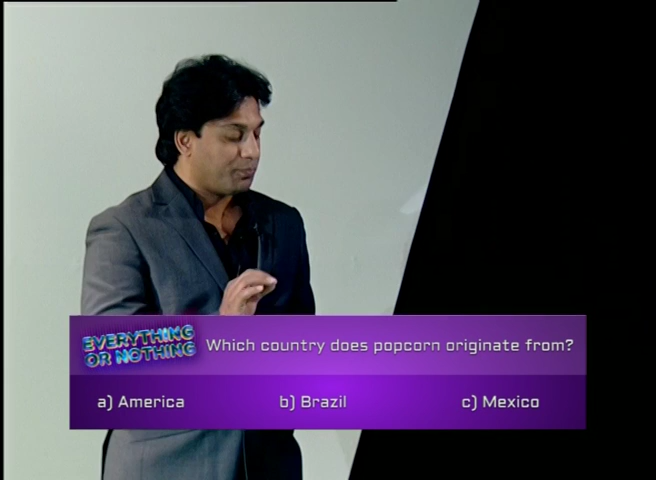 EVERYTHING
OR NOTHING
Which country does popcorn originate from?
a) America b) Brazil c) Mexico